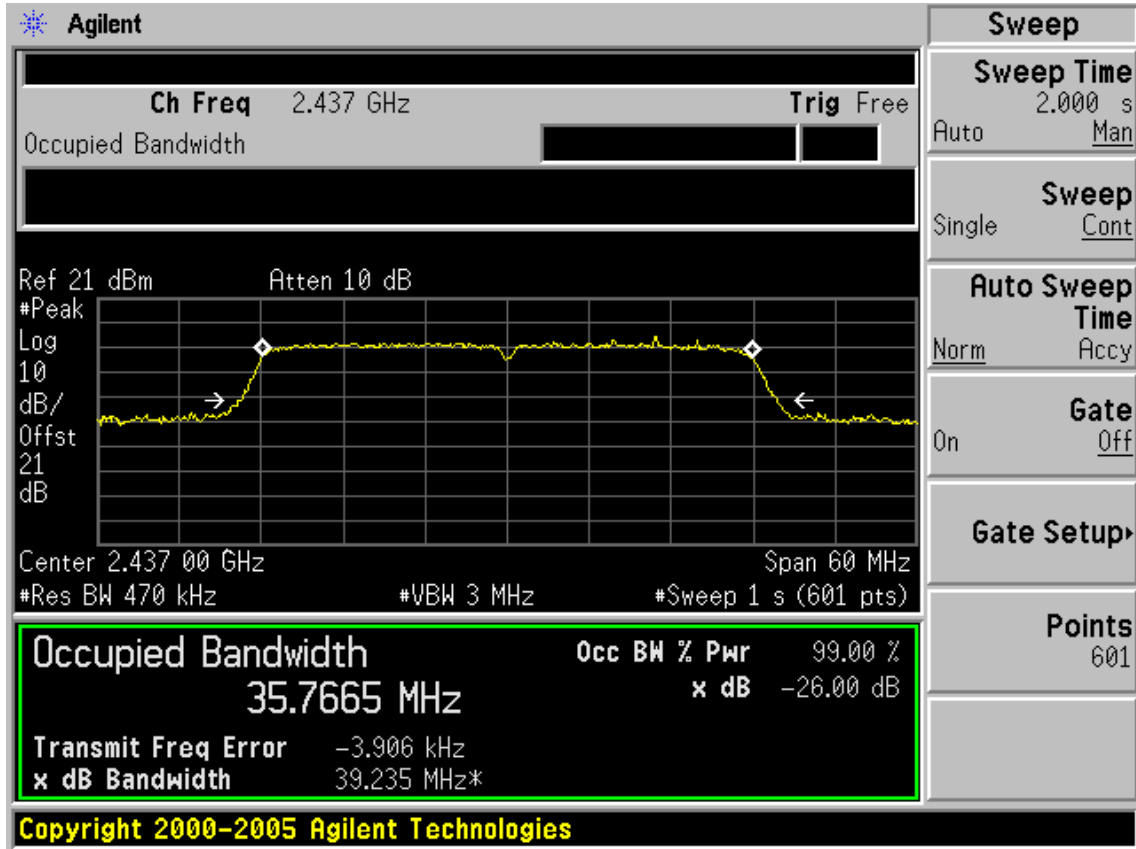 Agilent
Ch Freq 2.437 GHz Trig Free
Occupied Bandwidth
Ref 21 dBm Atten 10 dB
#Peak
Log
10
dB/
Offst
21
dB
Center 2.437 00 GHz Span 60 MHz
#Res BW 470 kHz #VBW 3 MHz #Sweep 1 s (601 pts)
Occupied Bandwidth Occ BW % Pwr 99.00 %
35.7665 MHz x dB -26.00 dB
Transmit Freq Error -3.906 kHz
x dB Bandwidth 39.235 MHz*
Copyright 2000-2005 Agilent Technologies
Sweep
Sweep Time
2.000 s
Auto Man
Sweep
Single Cont
Auto Sweep
Time
Norm Accy
Gate
On Off
Gate Setup
Points
601